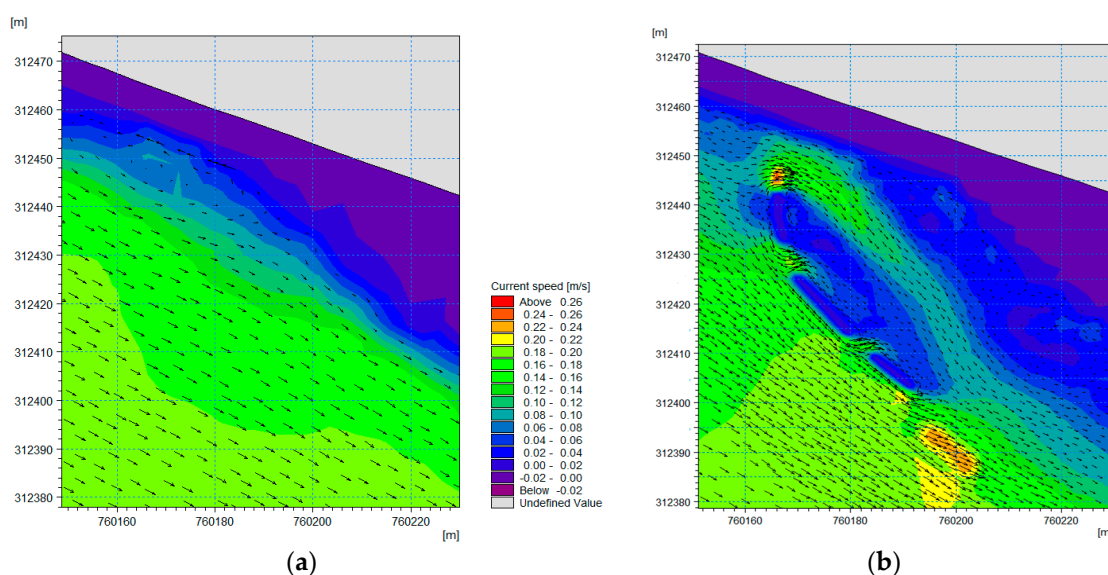 [m]
312470
312460
312450
312440
312430
312420
312410
312400
312390
312380
760160
760180
760200
760220
[m]
Current speed [m/s]
Above 0.26
0.24 - 0.26
0.22 - 0.24
0.20 - 0.22
0.18 - 0.20
0.16 - 0.18
0.14 - 0.16
0.12 - 0.14
0.10 - 0.12
0.08 - 0.10
0.06 - 0.08
0.04 - 0.06
0.02 - 0.04
0.00 - 0.02
-0.02 - 0.00
Below -0.02
Undefined Value
[m]
312470
312460
312450
312440
312430
312420
312410
312400
312390
312380
760160
760180
760200
760220
[m]
(a)
(b)